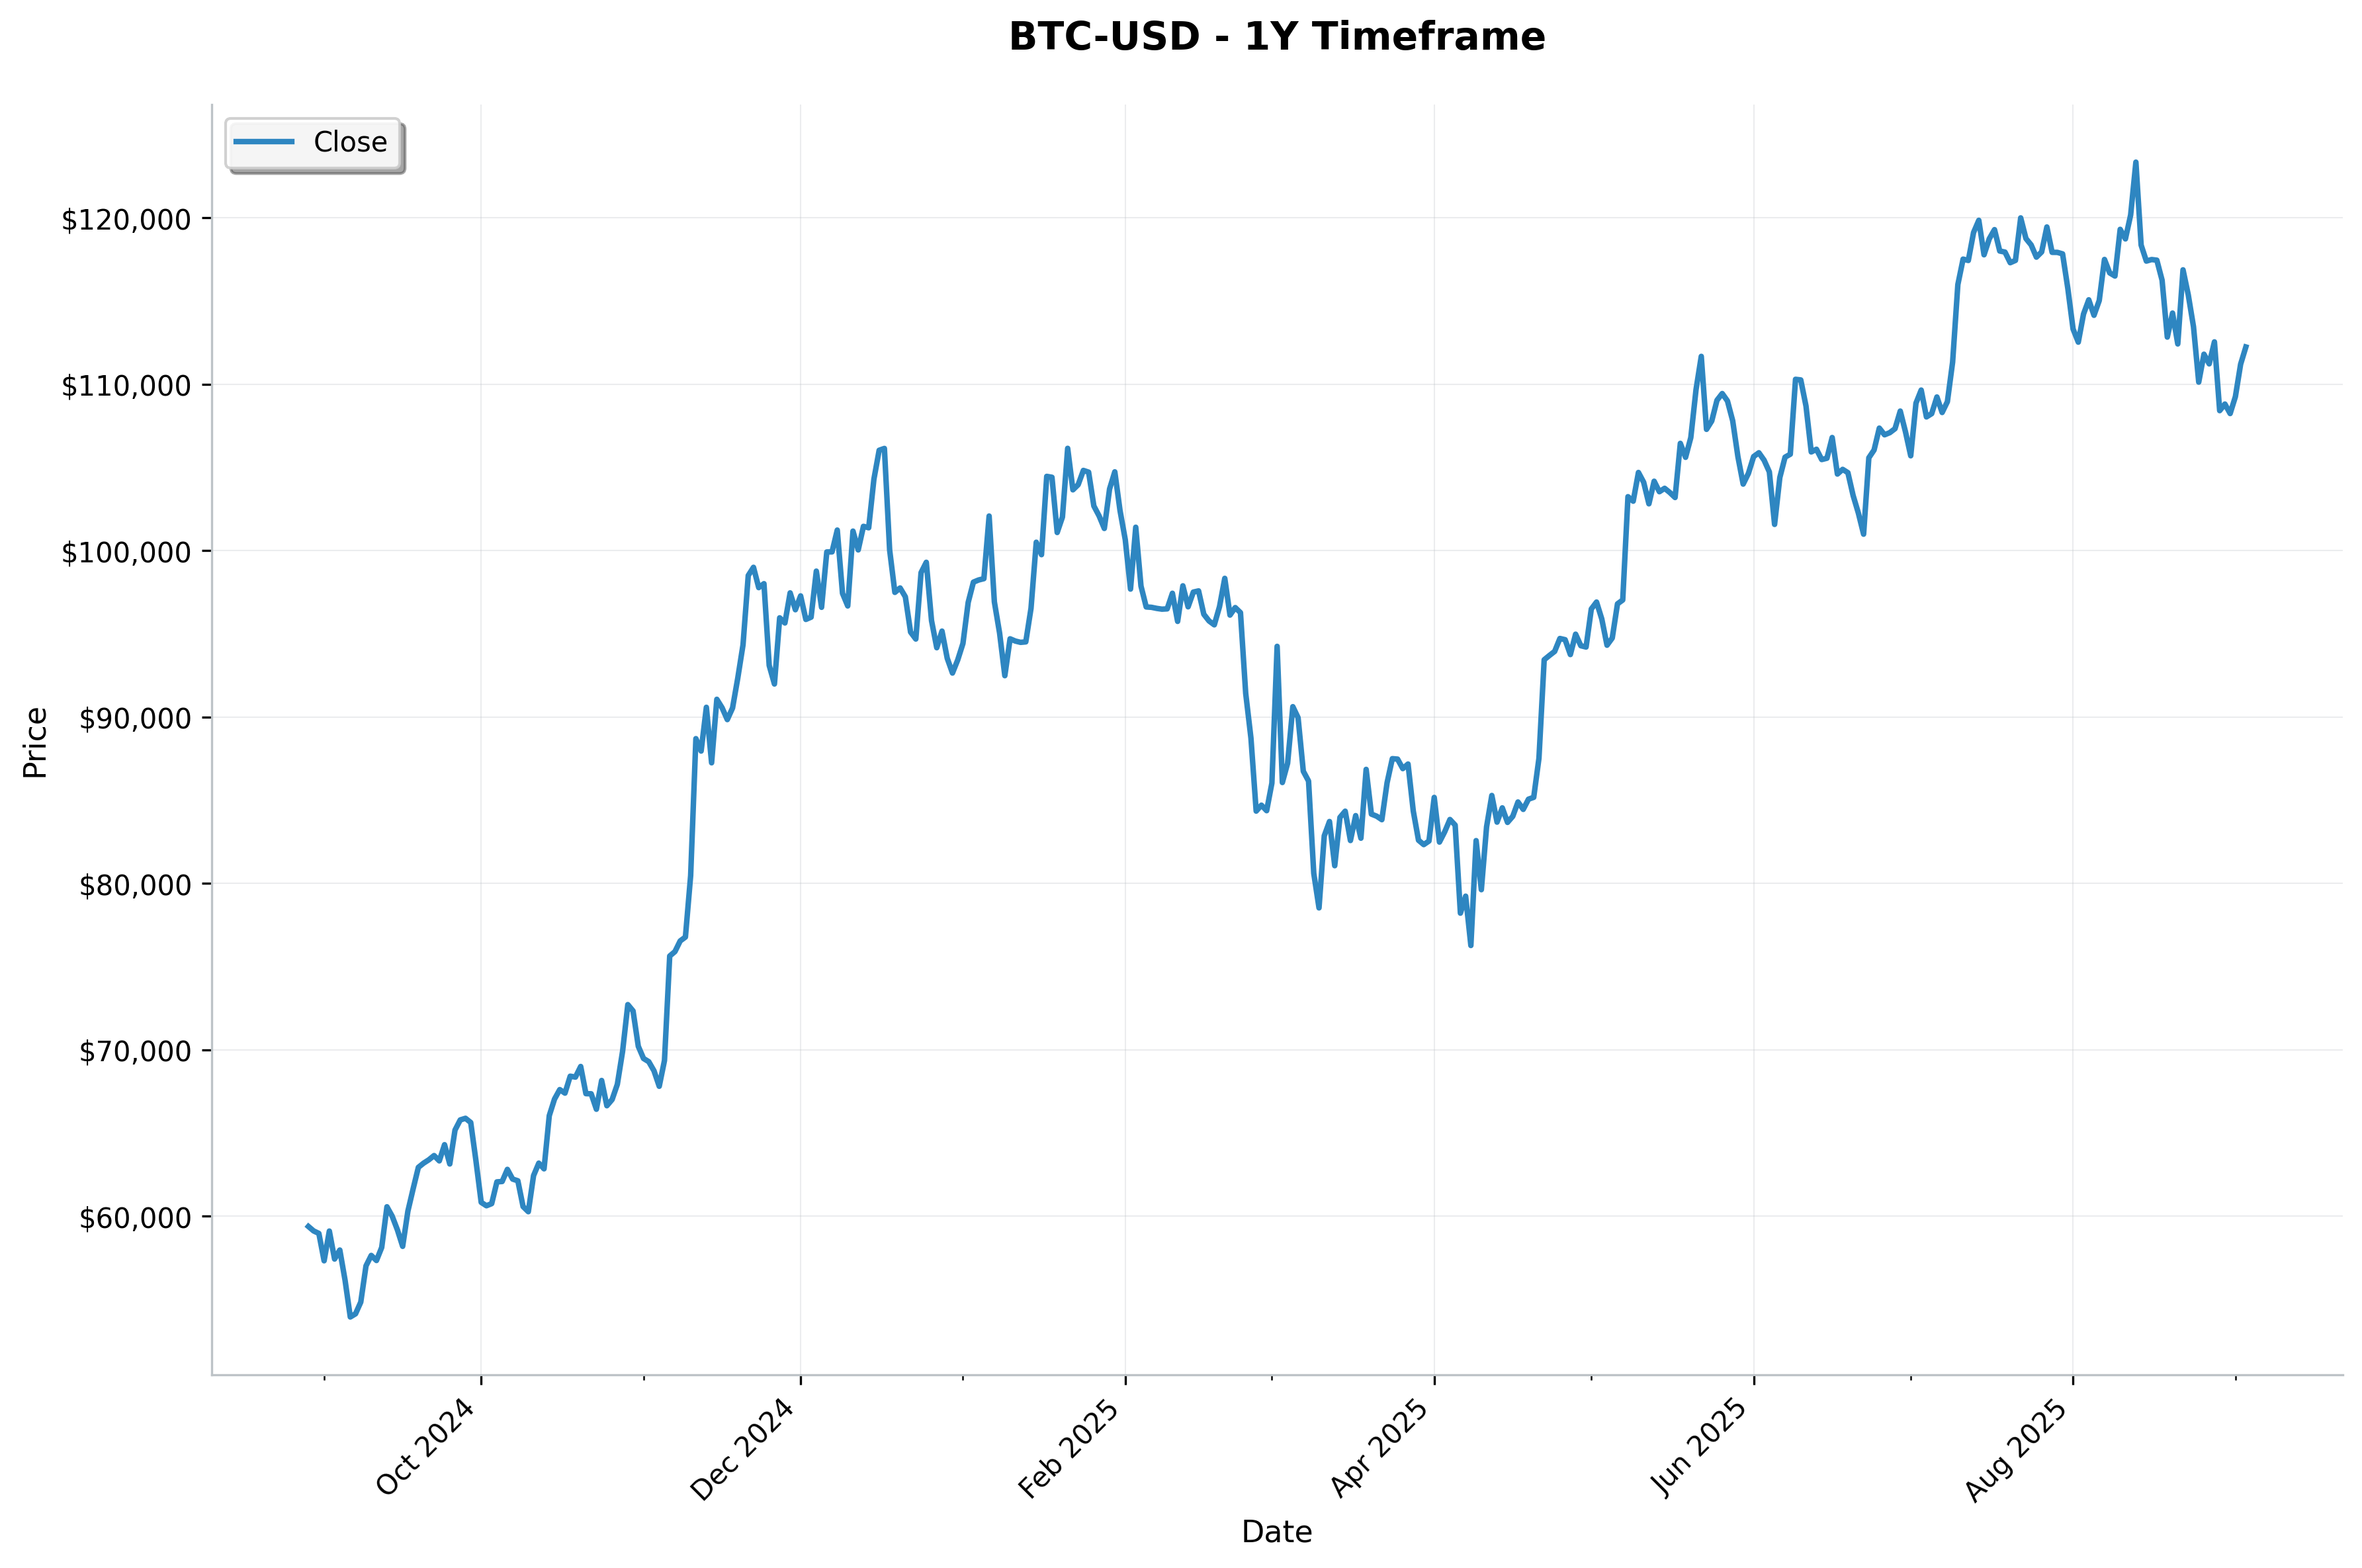 BTC-USD - 1Y Timeframe
Close
$120,000
$110,000
$100,000
$90,000
$80,000
$70,000
$60,000
Price
Oct 2024
Dec 2024
Feb 2025
Apr 2025
Jun 2025
Aug 2025
Date